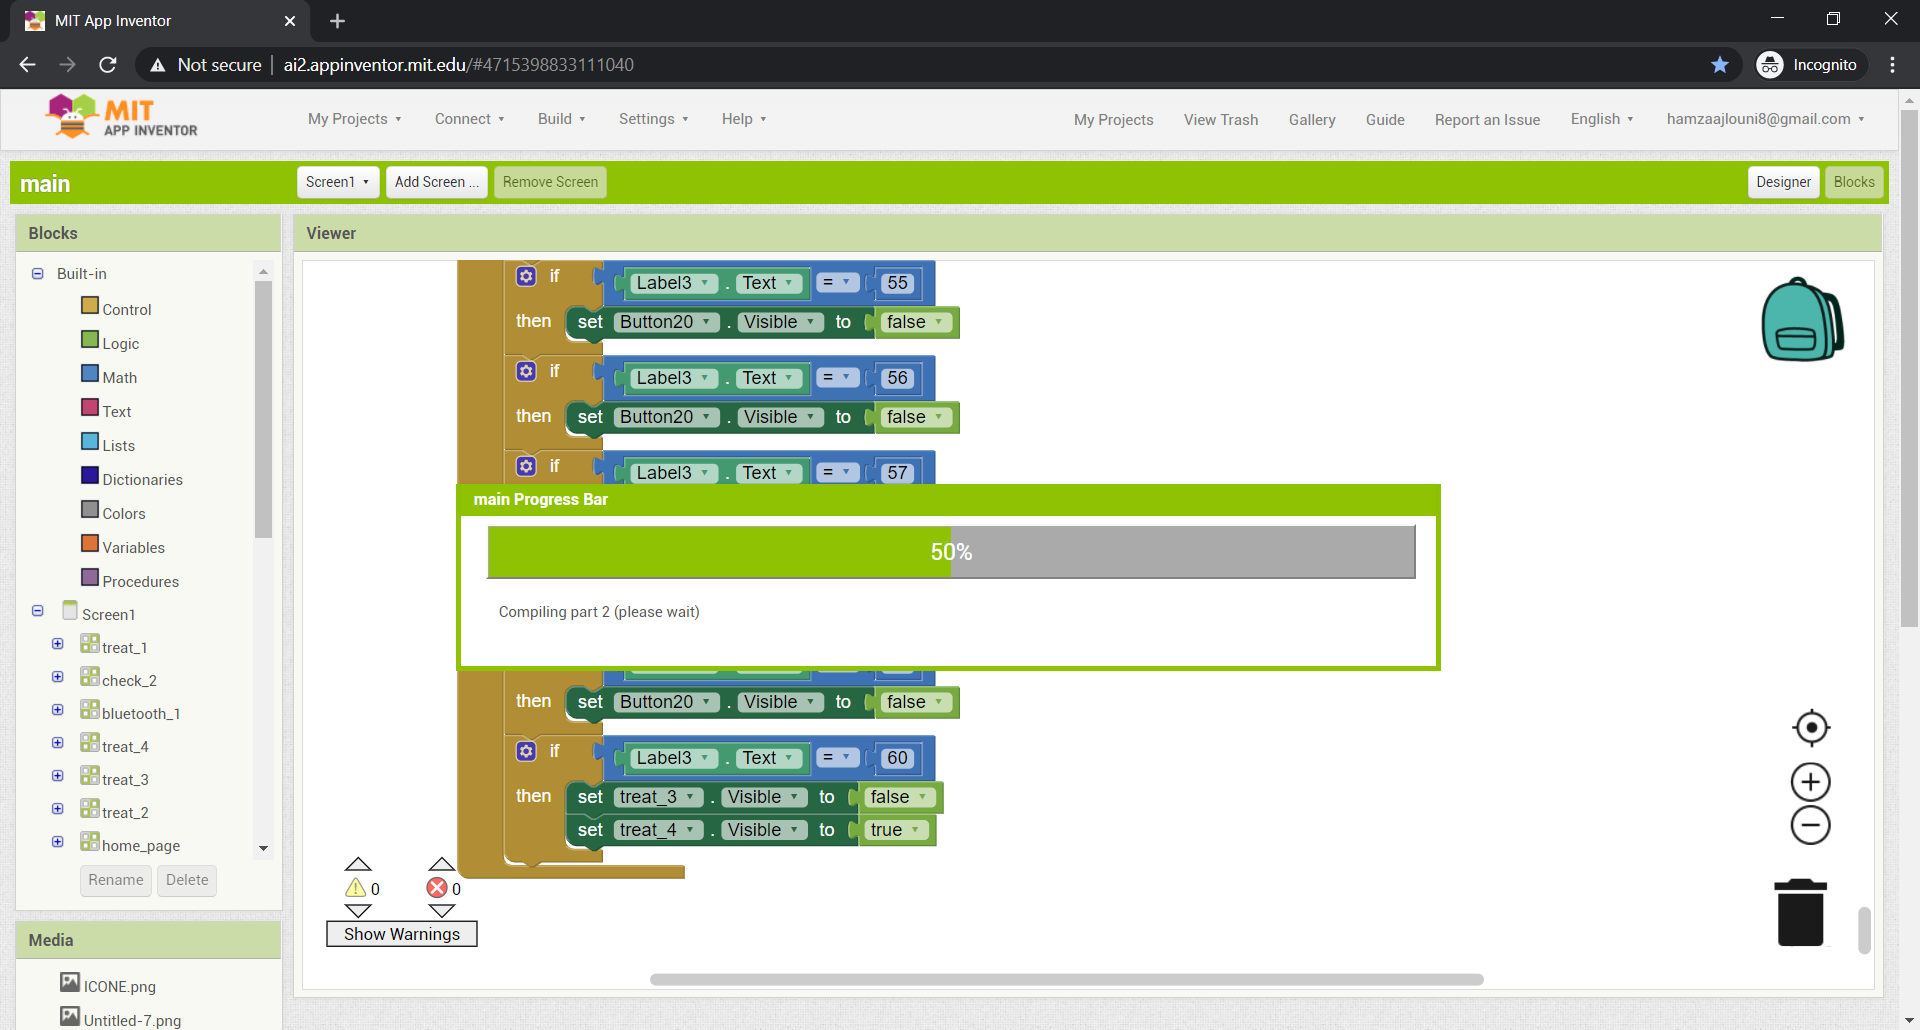 MIT App Inventor
Not secure ai2.appinventor.mit.edu/#4715398833111040 Incognito
MIT
APP INVENTOR
My Projects Connect Build Settings Help My Projects View Trash Gallery Guide Report an Issue English hamzaajlouni8@gmail.com
main Screen1 Add Screen ... Remove Screen Designer Blocks
Blocks
Viewer
Built-in
Control
Logic
Math
Text
Lists
Dictionaries
Colors
Variables
Procedures
Screen1
treat_1
check_2
bluetooth_1
treat_4
treat_3
treat_2
home_page
Rename Delete
Media
ICONE.png
Untitled-7.png
if Label3 . Text = 55
then set Button20 . Visible to false
if Label3 . Text = 56
then set Button20 . Visible to false
if Label3 . Text = 57
main Progress Bar
50%
Compiling part 2 (please wait)
then set Button20 . Visible to false
if Label3 . Text = 60
then set treat_3 . Visible to false
set treat_4 . Visible to true
0 0
Show Warnings